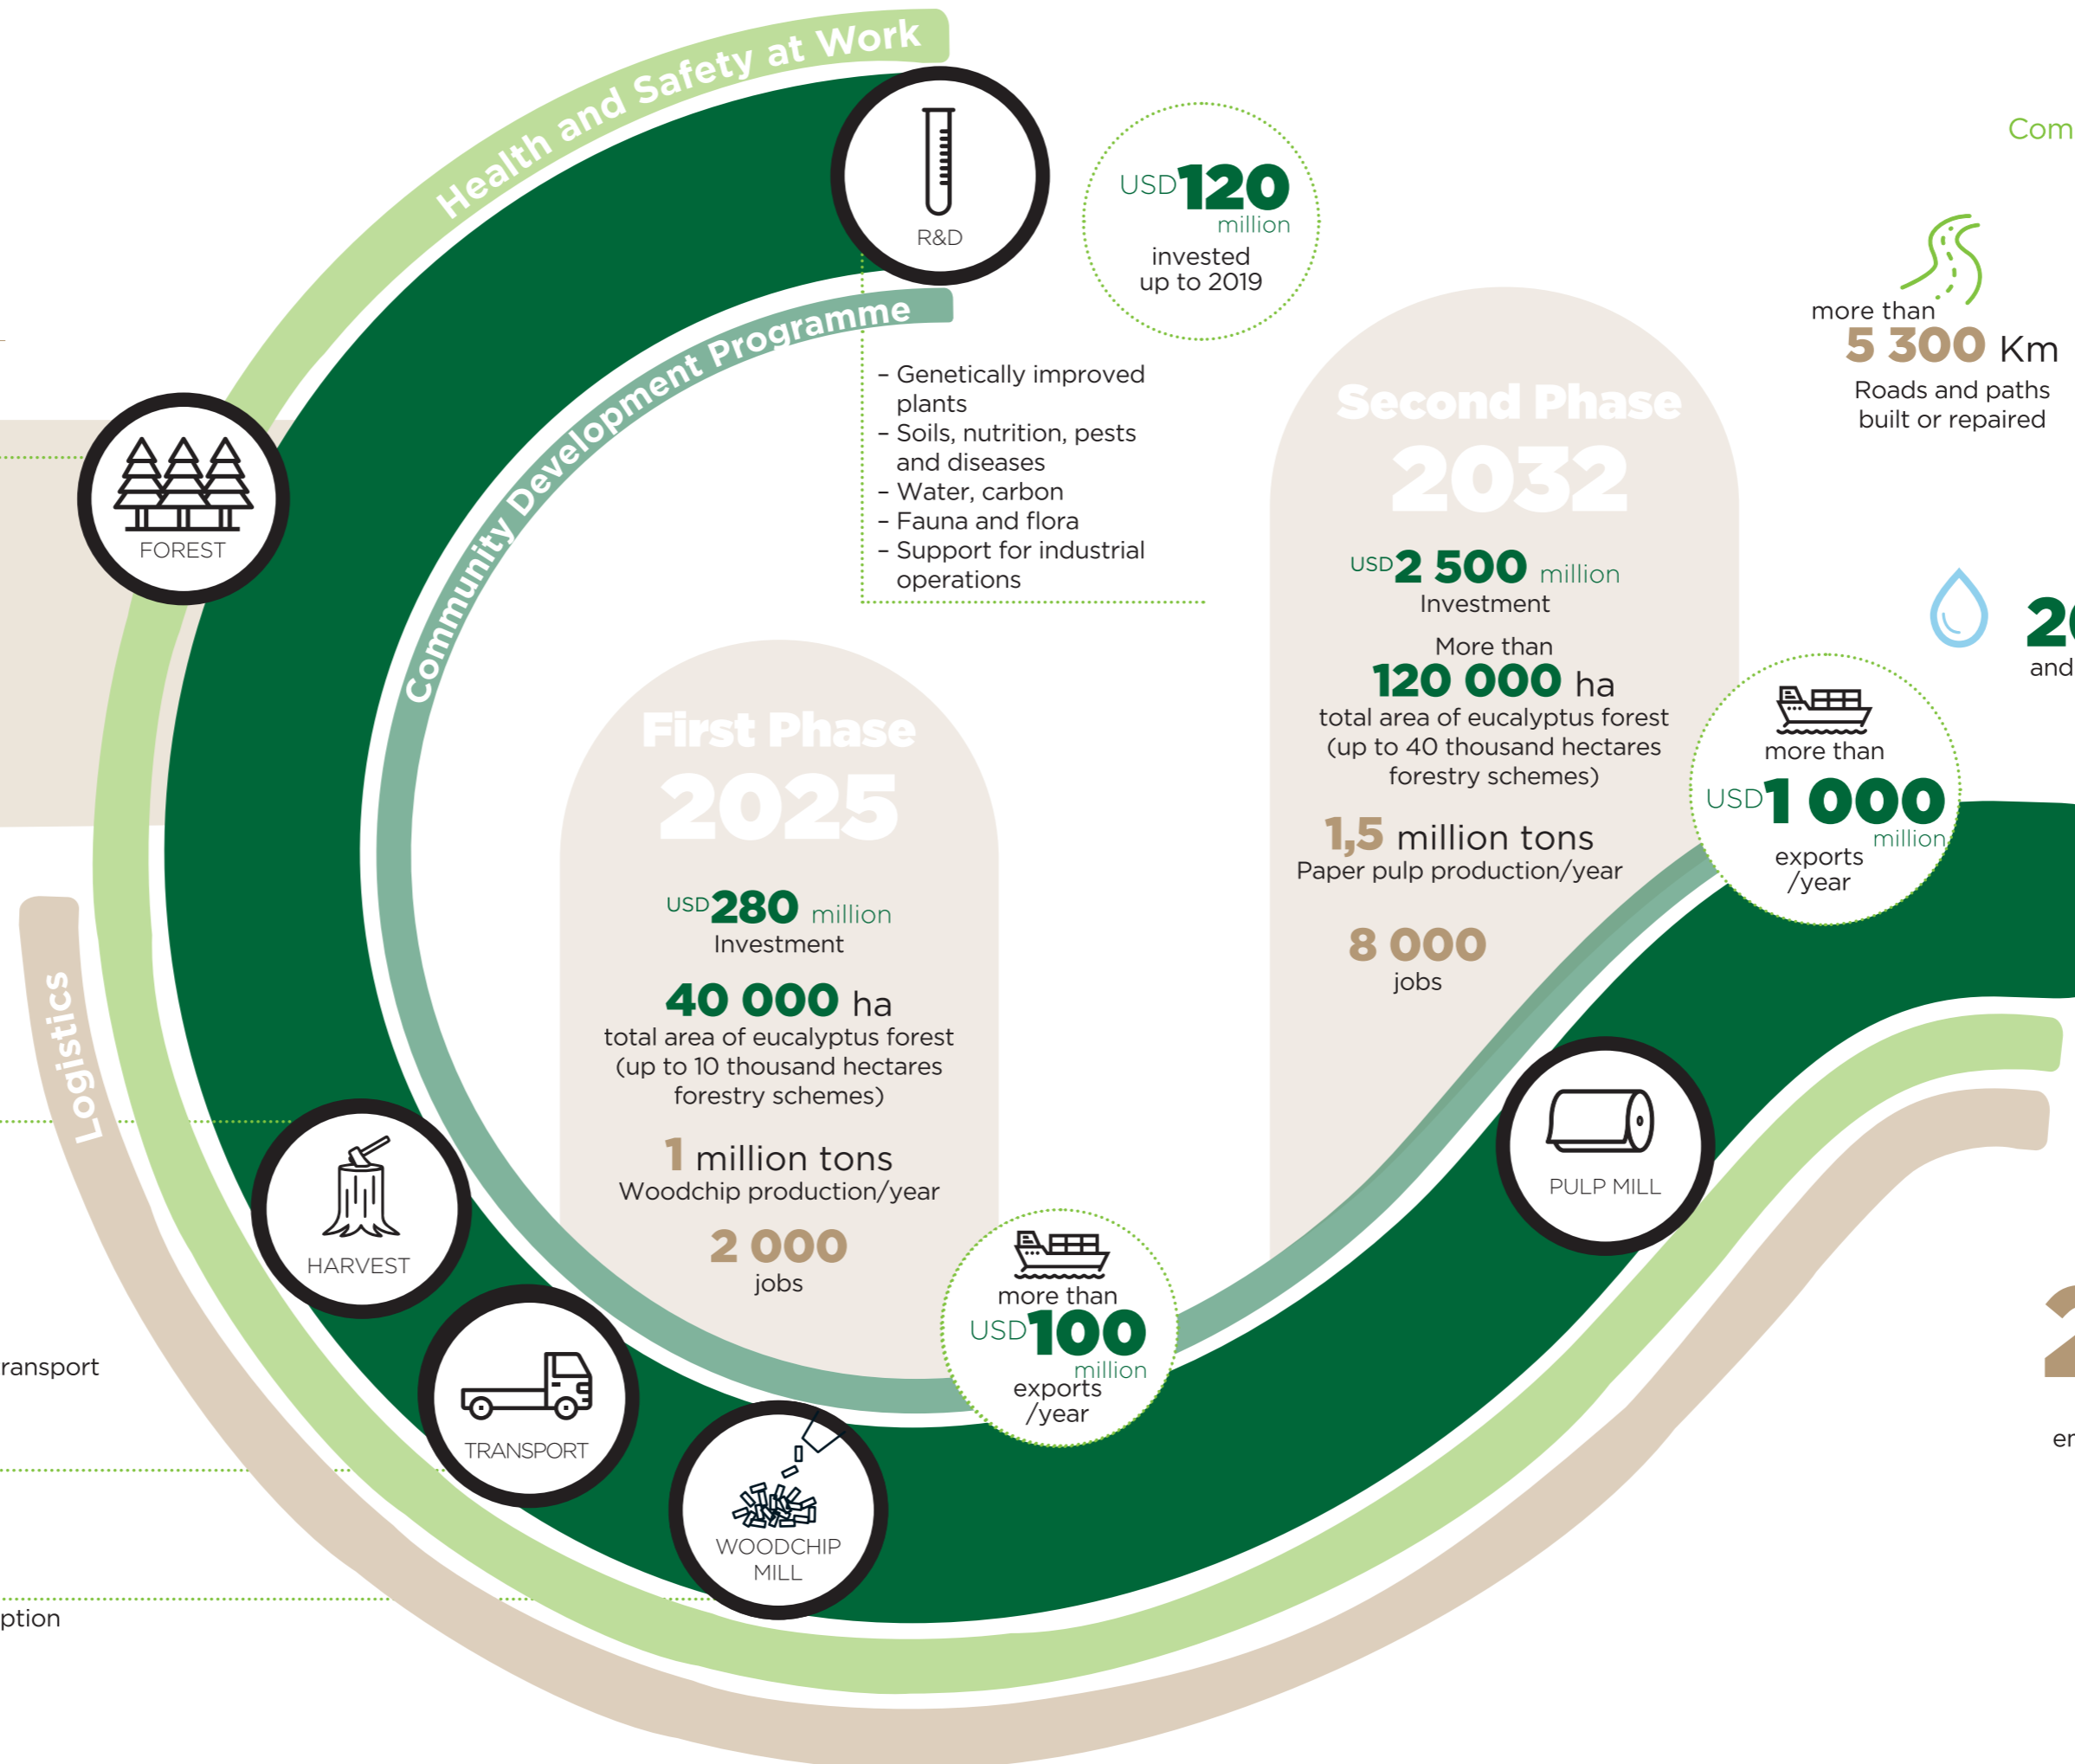 Health and Safety at Work
R&D
USD120
million
invested
up to 2019
Community Development Programme
– Genetically improved
plants
– Soils, nutrition, pests
and diseases
– Water, carbon
– Fauna and flora
– Support for industrial
operations
FOREST
Logistics
HARVEST
TRANSPORT
WOODCHIP
MILL
PULP MILL
First Phase
2025
USD280 million
Investment
40 000 ha
total area of eucalyptus forest
(up to 10 thousand hectares
forestry schemes)
1 million tons
Woodchip production/year
2 000
jobs
more than
USD100
million
exports
/year
Second Phase
2032
USD2 500 million
Investment
More than
120 000 ha
total area of eucalyptus forest
(up to 40 thousand hectares
forestry schemes)
1,5 million tons
Paper pulp production/year
8 000
jobs
more than
USD1 000
million
exports
/year
Com
more than
5 300 Km
Roads and paths
built or repaired
and
ransport
ption